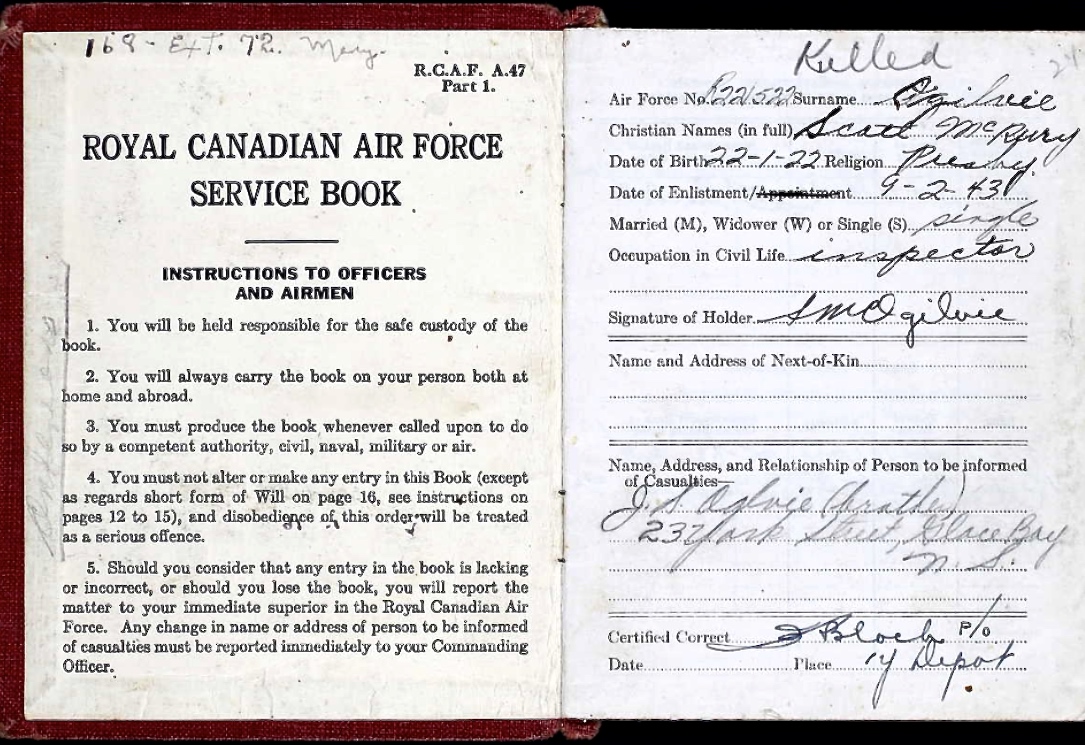 168 - Ext. 72. Mary.
R.C.A.F. A.47
Part 1.
ROYAL CANADIAN AIR FORCE
SERVICE BOOK
INSTRUCTIONS TO OFFICERS
AND AIRMEN
1. You will be held responsible for the safe custody of the
book.
2. You will always carry the book on your person both at
home and abroad.
3. You must produce the book whenever called upon to do
so by a competent authority, civil, naval, military or air.
4. You must not alter or make any entry in this Book (except
as regards short form of Will on page 16, see instructions on
pages 12 to 15), and disobedience of this order will be treated
as a serious offence.
5. Should you consider that any entry in the book is lacking
or incorrect, or should you lose the book, you will report the
matter to your immediate superior in the Royal Canadian Air
Force. Any change in name or address of person to be informed
of casualties must be reported immediately to your Commanding
Officer.
Killed
Air Force No. R221522 Surname Ogilvie
Christian Names (in full) Scott
Date of Birth 22-1-22 Religion Presby.
Date of Enlistment/Appointment 9-2-43
Married (M), Widower (W) or Single (S) single
Occupation in Civil Life inspector
Signature of Holder SMOgilvie
Name and Address of Next-of-Kin
Name, Address, and Relationship of Person to be informed
of Casualties—
J. S. Ogilvie
237 York Street, Glace Bay
N. S.
Certified Correct Bloch P/O
Date Place Depot